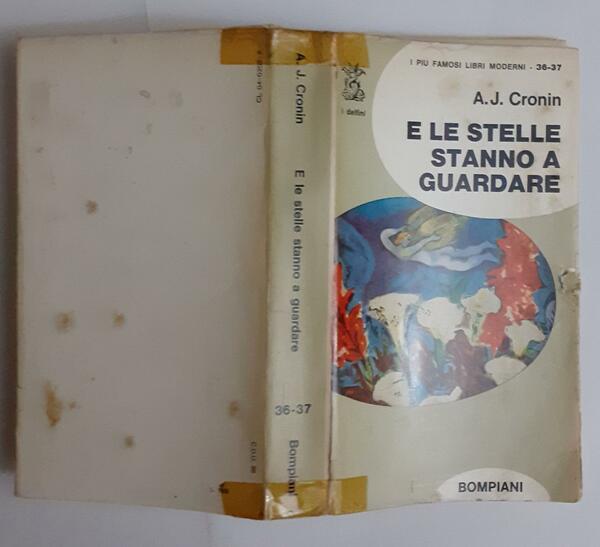 I PIÙ FAMOSI LIBRI MODERNI - 36-37
A.J. Cronin
E LE STELLE
STANNO A
GUARDARE
BOMPIANI
i delfini
A. J. Cronin
E le stelle stanno a guardare
36-37
Bompiani